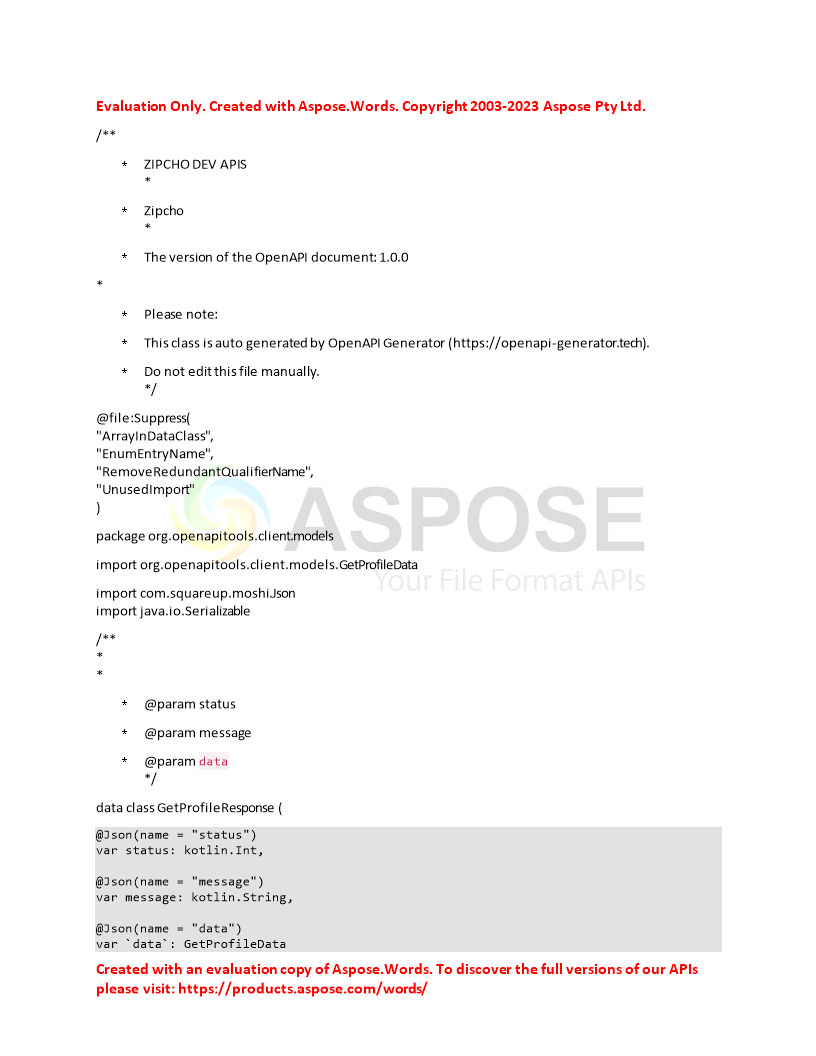 Evaluation Only. Created with Aspose.Words. Copyright 2003-2023 Aspose Pty Ltd.
/**
* ZIPCHO DEV APIS
*
* Zipcho
*
* The version of the OpenAPI document: 1.0.0
*
* Please note:
* This class is auto generated by OpenAPI Generator (https://openapi-generator.tech).
* Do not edit this file manually.
*/
@file:Suppress(
"ArrayInDataClass",
"EnumEntryName",
"RemoveRedundantQualifierName",
"UnusedImport"
)
ASPOSE
package org.openapitools.client.models
import org.openapitools.client.models.GetProfileData
Your File Format APIs
import com.squareup.moshi.Json
import java.io.Serializable
/**
*
*
* @param status
* @param message
* @param data
*/
data class GetProfileResponse (
@Json(name = "status")
var status: kotlin.Int,
@Json(name = "message")
var message: kotlin.String,
@Json(name = "data")
var `data`: GetProfileData
Created with an evaluation copy of Aspose.Words. To discover the full versions of our APIs
please visit: https://products.aspose.com/words/